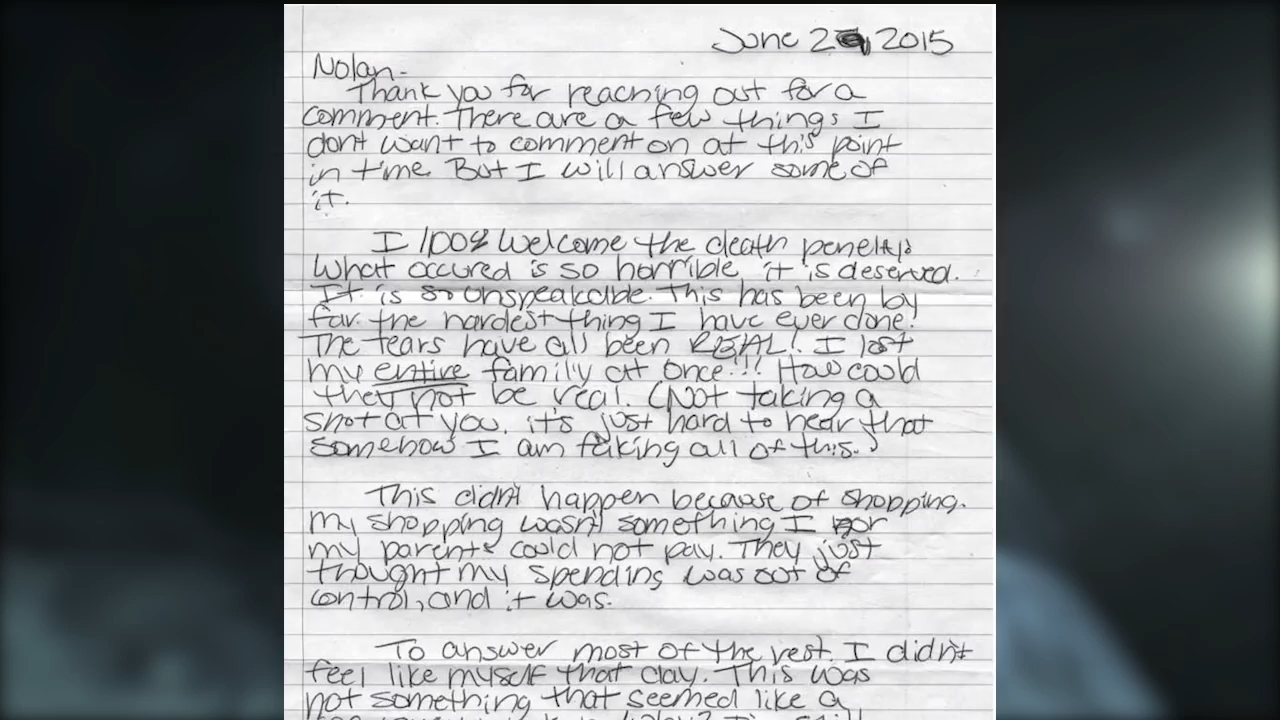 June 2 2015
Nolan-
Thank you for reaching out for a
comment. There are a few things I
dont want to comment on at this point
in time. But I will answer some of
it.
I 100% welcome the death penelty.
What occured is so horrible it is deserved.
It is so unspeakable. This has been by
far the hardest thing I have ever done.
The tears have all been REAL! I lost
my entire family at once!!! How could
they not be real. (Not taking a
shot at you, it's just hard to hear that
somehow I am faking all of this.)
This didn't happen because of shopping.
My shopping wasn't something I or
my parents could not pay. They just
thought my spending was out of
control, and it was.
To answer most of the rest. I didn't
feel like myself that day. This was
not something that seemed like a